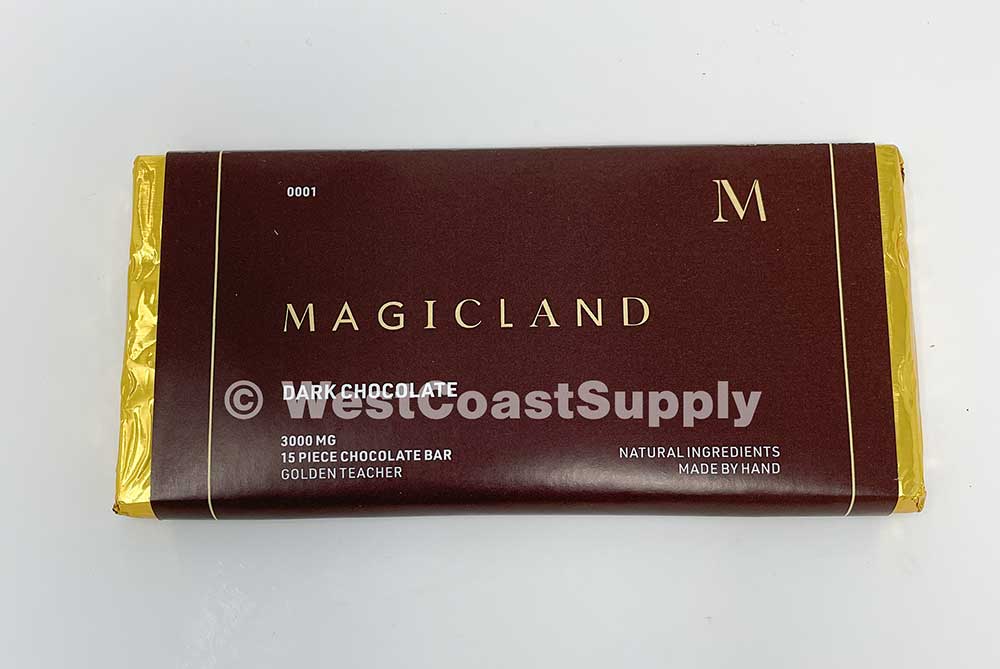 0001
M
MAGICLAND
DARK CHOCOLATE
© WestCoastSupply
3000 MG
15 PIECE CHOCOLATE BAR
GOLDEN TEACHER
NATURAL INGREDIENTS
MADE BY HAND